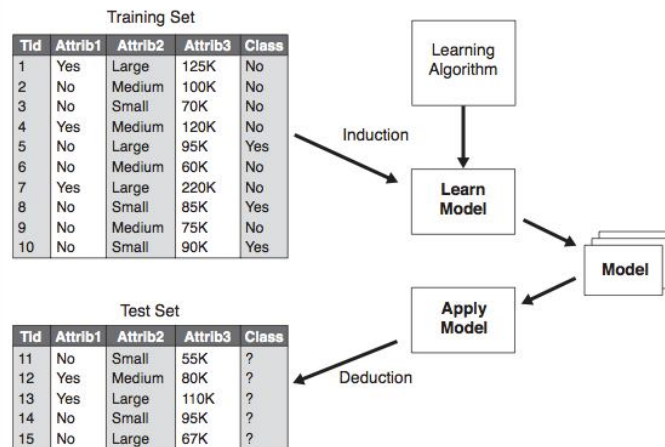 Training Set
Tid Attrib1 Attrib2 Attrib3 Class
1 Yes Large 125K No
2 No Medium 100K No
3 No Small 70K No
4 Yes Medium 120K No
5 No Large 95K Yes
6 No Medium 60K No
7 Yes Large 220K No
8 No Small 85K Yes
9 No Medium 75K No
10 No Small 90K Yes
Learning
Algorithm
Induction
Learn
Model
Model
Apply
Model
Deduction
Test Set
Tid Attrib1 Attrib2 Attrib3 Class
11 No Small 55K ?
12 Yes Medium 80K ?
13 Yes Large 110K ?
14 No Small 95K ?
15 No Large 67K ?